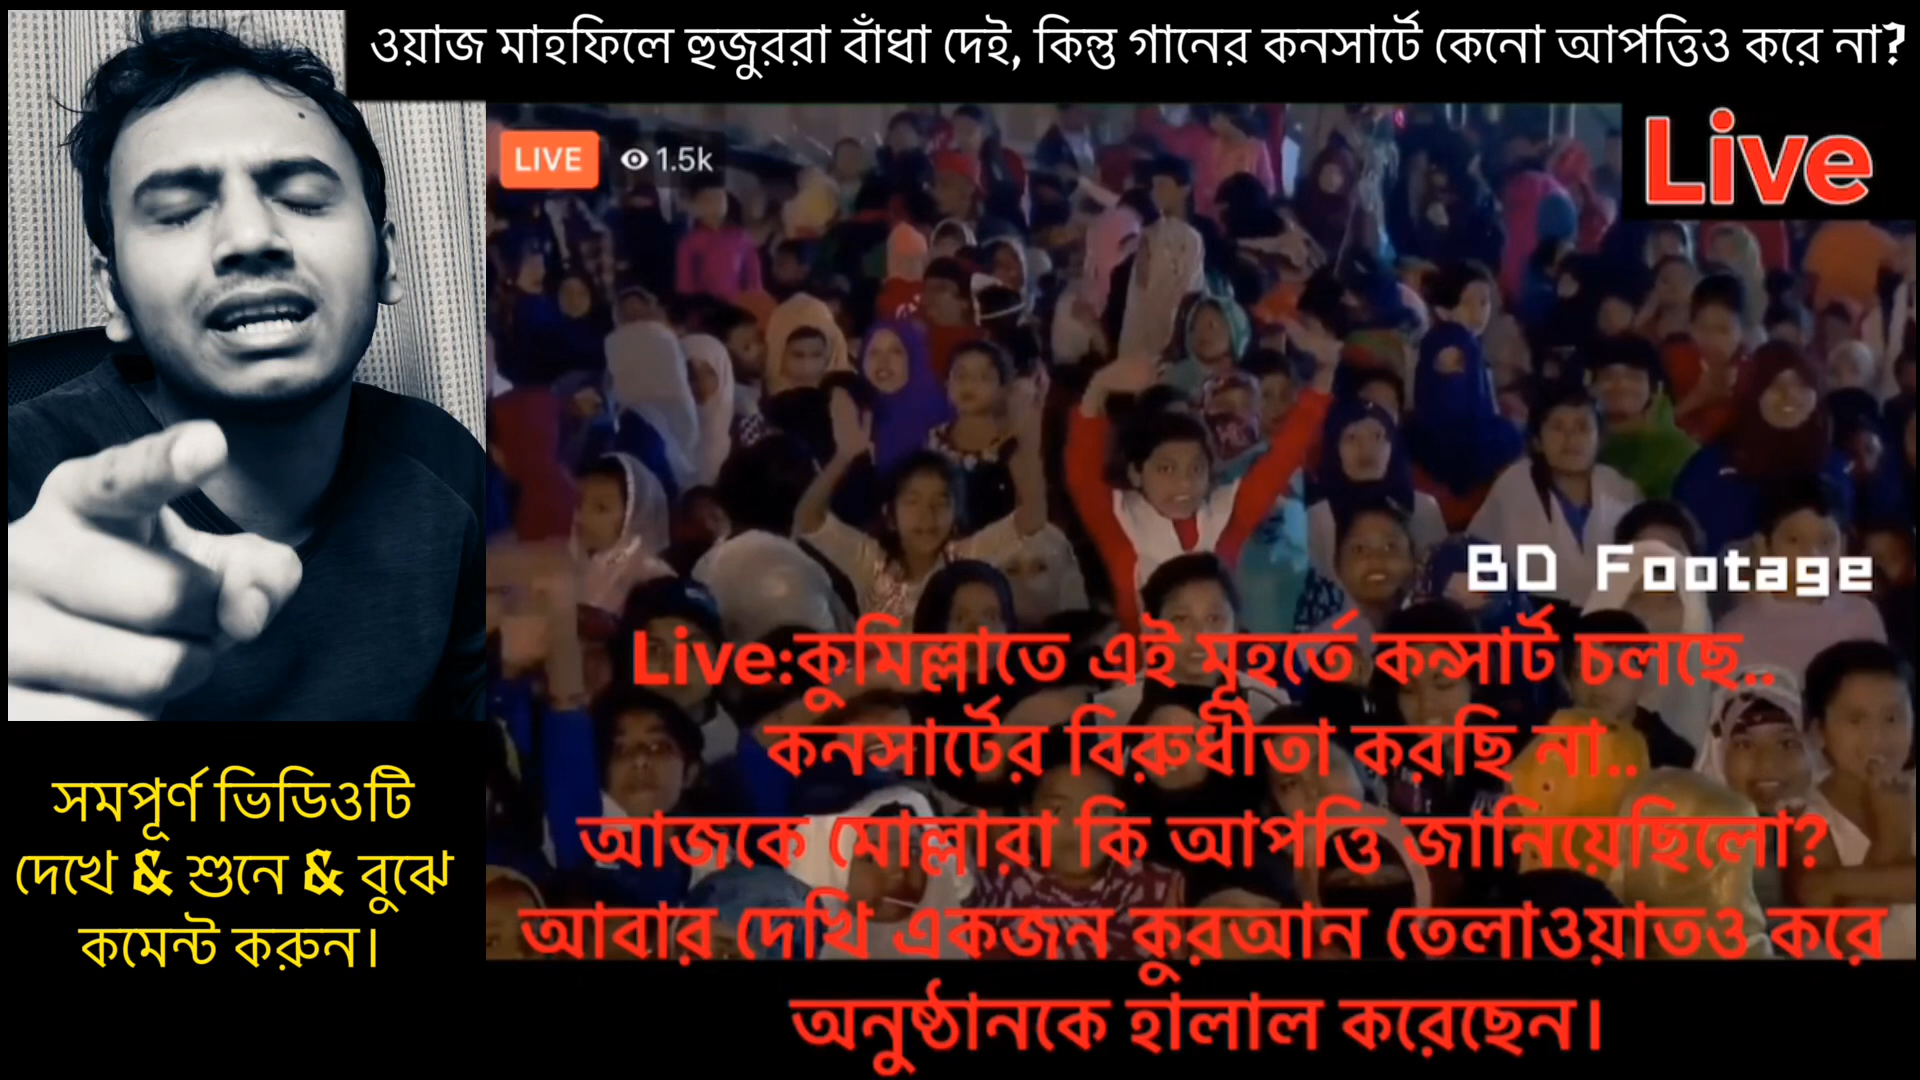 ওয়াজ মাহফিলে হুজুররা বাঁধা দেই, কিন্তু গানের কনসার্টে কেনো আপত্তিও করে না?
LIVE 1.5k
Live
BD Footage
Live:কুমিল্লাতে এই মূহর্তে কন্সার্ট চলছে..
কনসার্টের বিরুধীতা করছি না..
আজকে মোল্লারা কি আপত্তি জানিয়েছিলো?
আবার দেখি একজন কুরআন তেলাওয়াতও করে
অনুষ্ঠানকে হালাল করেছেন।
সমপূর্ণ ভিডিওটি
দেখে & শুনে & বুঝে
কমেন্ট করুন।